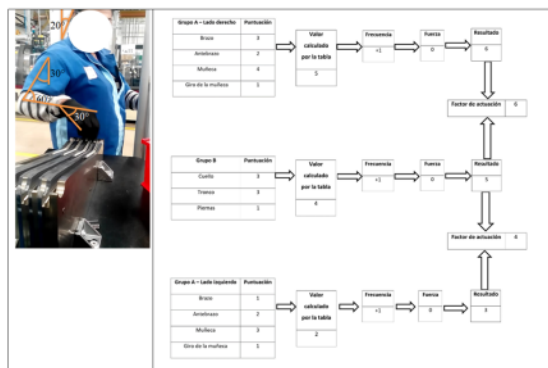 20°
30°
60°
50°
Grupo A – Lado derecho Puntuación
Brazo 3
Antebrazo 2
Muñeca 4
Giro de la muñeca 1
Valor
calculado
por la tabla
5
Frecuencia
+1
Fuerza
0
Resultado
6
Factor de actuación 6
Grupo B Puntuación
Cuello 3
Tronco 3
Piernas 1
Valor
calculado
por la tabla
4
Frecuencia
+1
Fuerza
0
Resultado
5
Factor de actuación 4
Grupo A – Lado izquierdo Puntuación
Brazo 1
Antebrazo 2
Muñeca 3
Giro de la muñeca 1
Valor
calculado
por la tabla
2
Frecuencia
+1
Fuerza
0
Resultado
3